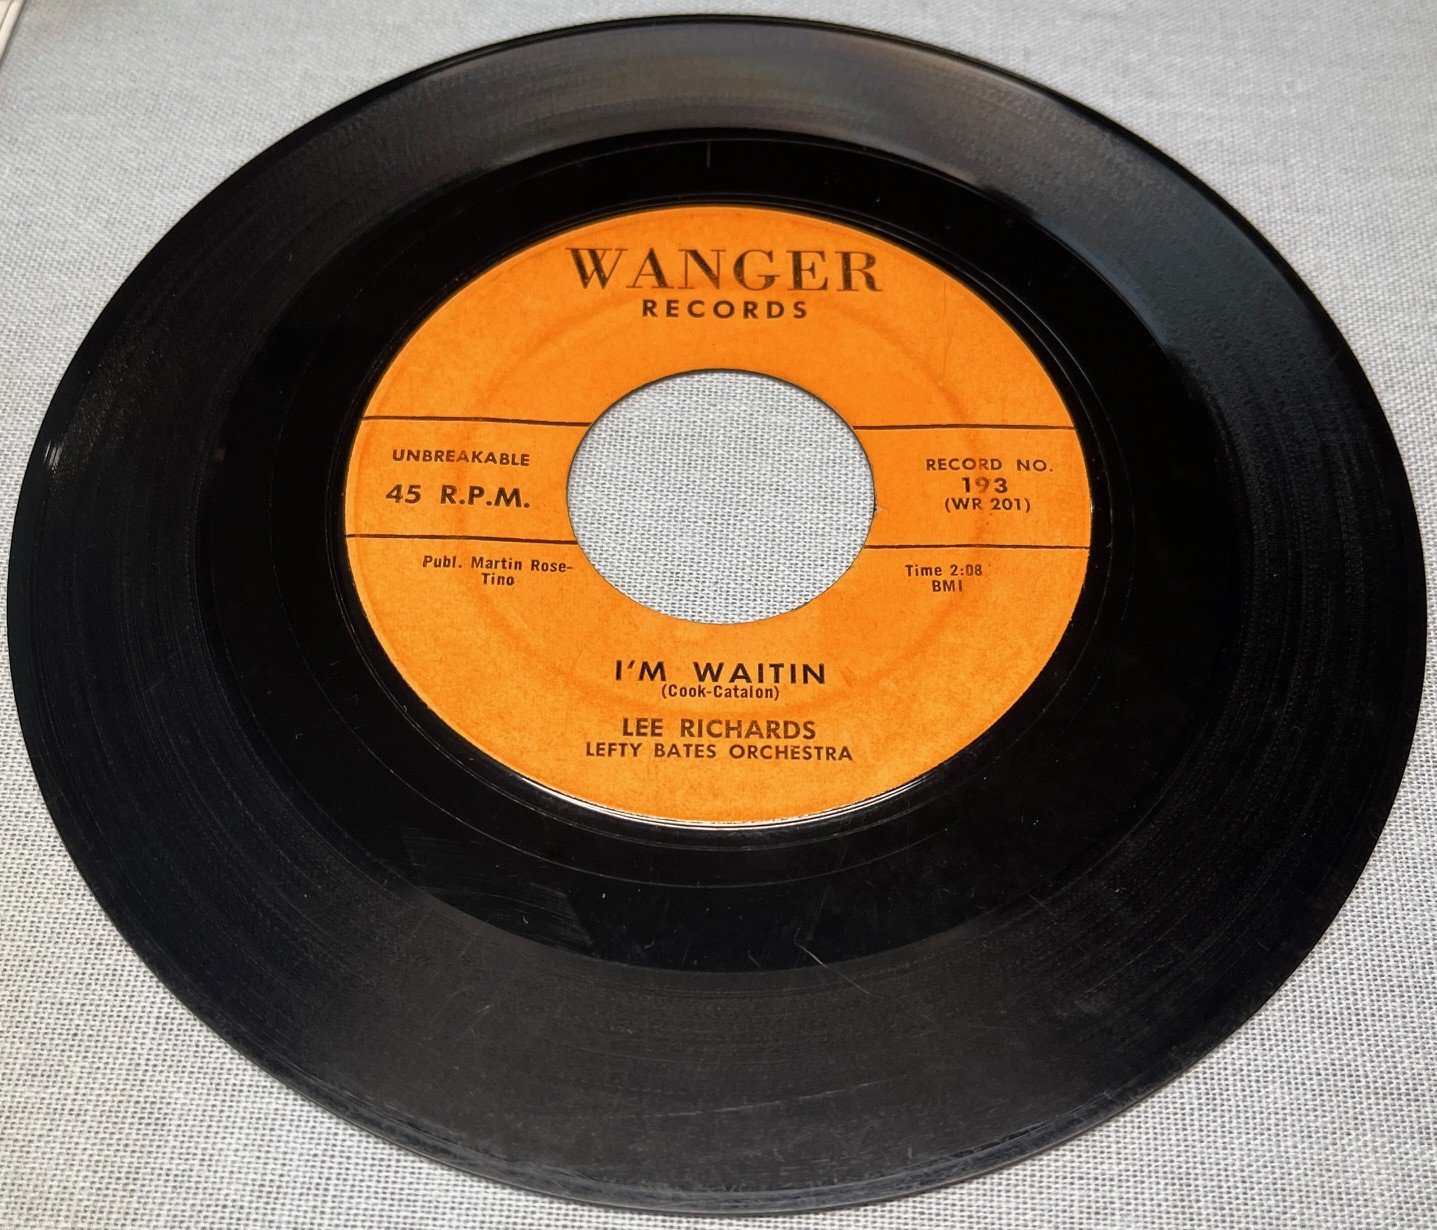 WANGER
RECORDS
UNBREAKABLE
45 R.P.M.
RECORD NO.
193
(WR 201)
Publ. Martin Rose-
Tino
Time 2:08
BMI
I'M WAITIN
(Cook-Catalon)
LEE RICHARDS
LEFTY BATES ORCHESTRA